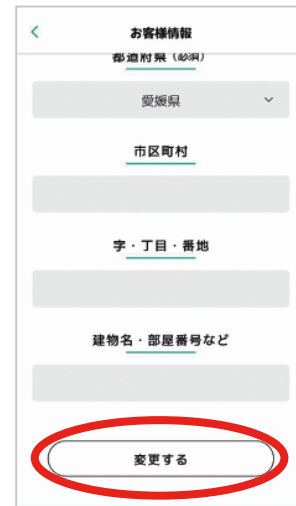 お客様情報
都道府県（必須）
愛媛県
市区町村
字・丁目・番地
建物名・部屋番号など
変更する